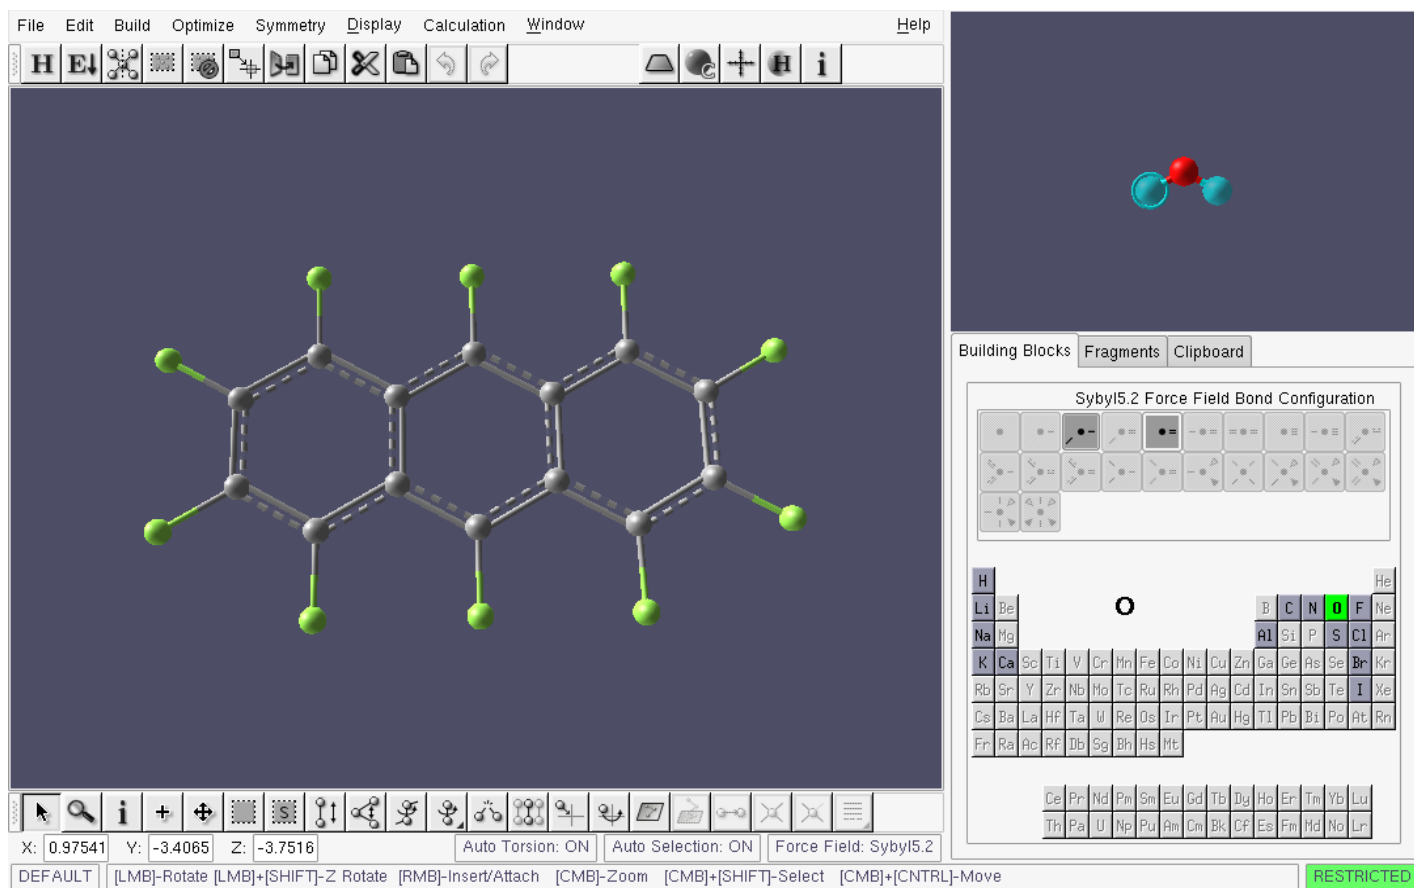 File Edit Build Optimize Symmetry Display Calculation Window Help
H E↓ C H i
Building Blocks Fragments Clipboard
Sybyl5.2 Force Field Bond Configuration
H He
Li Be O B C N O F Ne
Na Mg Al Si P S Cl Ar
K Ca Sc Ti V Cr Mn Fe Co Ni Cu Zn Ga Ge As Se Br Kr
Rb Sr Y Zr Nb Mo Tc Ru Rh Pd Ag Cd In Sn Sb Te I Xe
Cs Ba La Hf Ta W Re Os Ir Pt Au Hg Tl Pb Bi Po At Rn
Fr Ra Ac Rf Db Sg Bh Hs Mt
Ce Pr Nd Pm Sm Eu Gd Tb Dy Ho Er Tm Yb Lu
Th Pa U Np Pu Am Cm Bk Cf Es Fm Md No Lr
i S
X: 0.97541 Y: -3.4065 Z: -3.7516 Auto Torsion: ON Auto Selection: ON Force Field: Sybyl5.2
DEFAULT [LMB]-Rotate [LMB]+[SHIFT]-Z Rotate [RMB]-Insert/Attach [CMB]-Zoom [CMB]+[SHIFT]-Select [CMB]+[CNTRL]-Move RESTRICTED